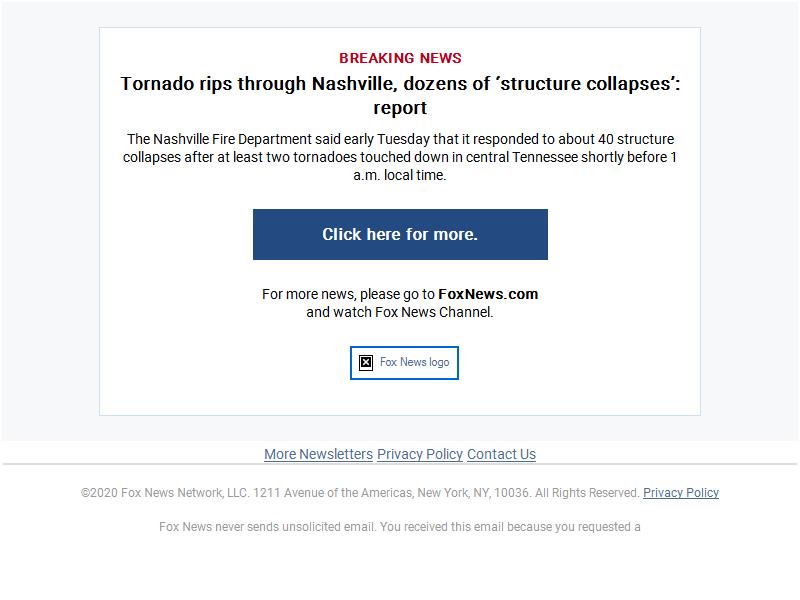 BREAKING NEWS
Tornado rips through Nashville, dozens of ‘structure collapses’:
report
The Nashville Fire Department said early Tuesday that it responded to about 40 structure
collapses after at least two tornadoes touched down in central Tennessee shortly before 1
a.m. local time.
Click here for more.
For more news, please go to FoxNews.com
and watch Fox News Channel.
Fox News logo
More Newsletters Privacy Policy Contact Us
©2020 Fox News Network, LLC. 1211 Avenue of the Americas, New York, NY, 10036. All Rights Reserved. Privacy Policy
Fox News never sends unsolicited email. You received this email because you requested a